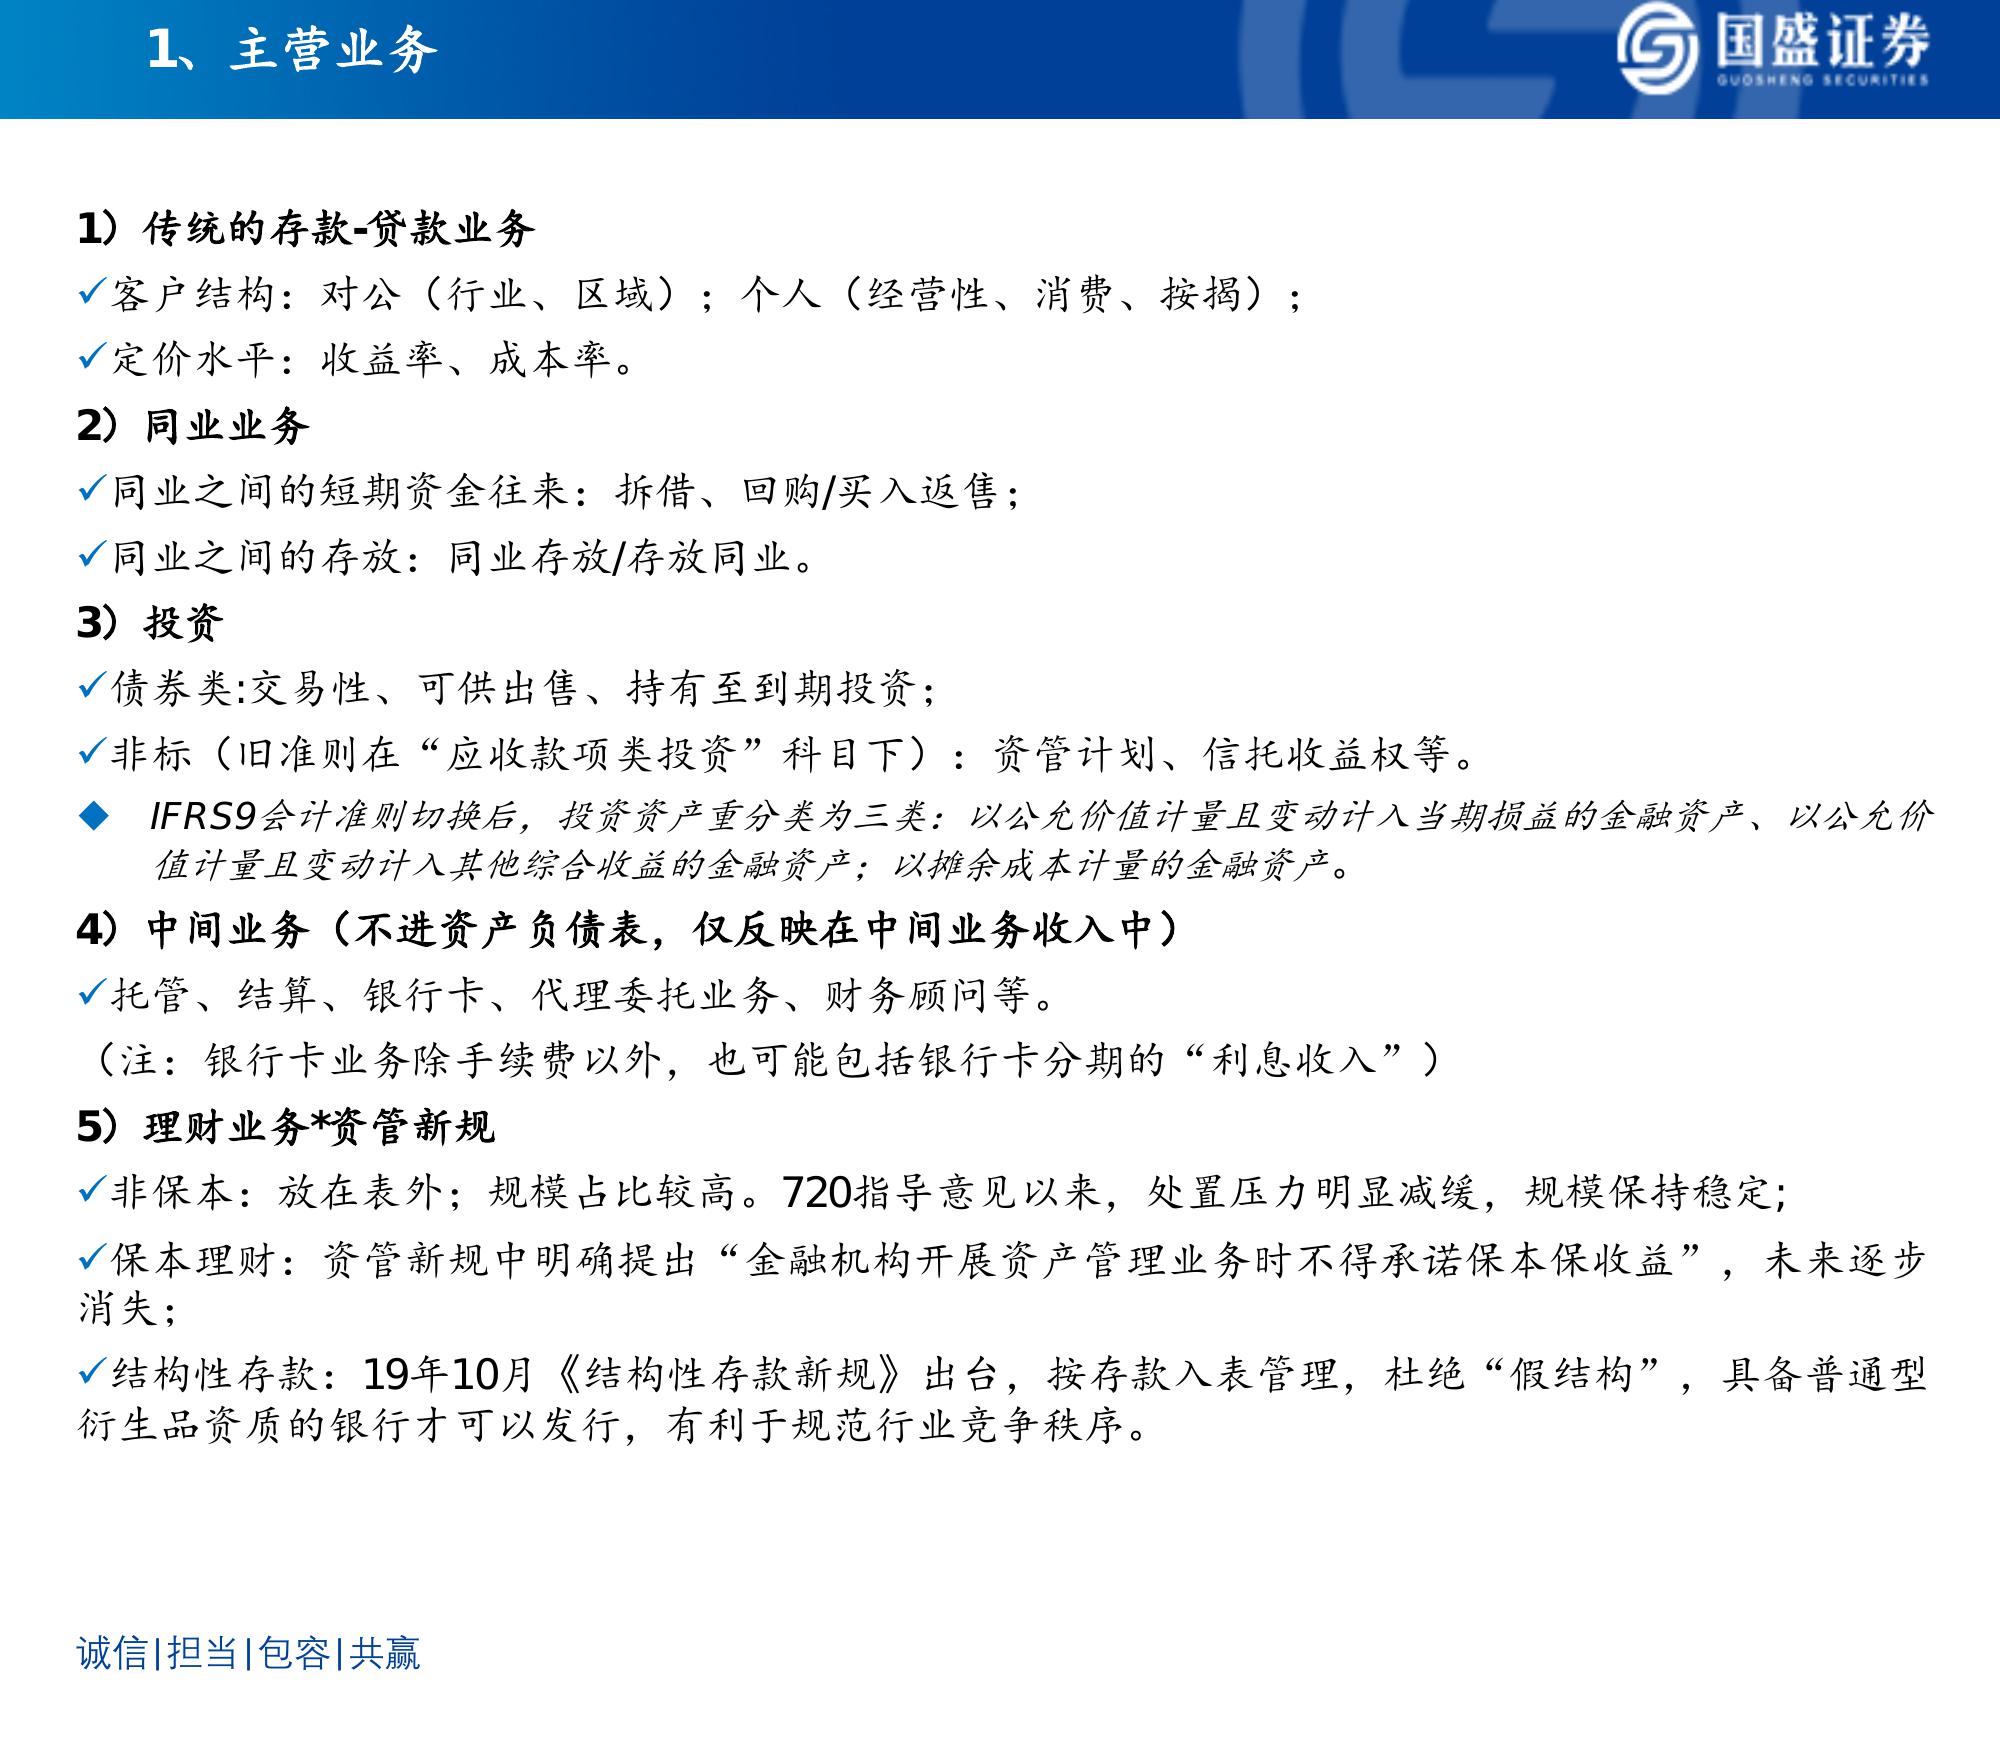 1、主营业务
国盛证券
GUOSHENG SECURITIES
1）传统的存款-贷款业务
✓客户结构：对公（行业、区域）；个人（经营性、消费、按揭）；
✓定价水平：收益率、成本率。
2）同业业务
✓同业之间的短期资金往来：拆借、回购/买入返售；
✓同业之间的存放：同业存放/存放同业。
3）投资
✓债券类:交易性、可供出售、持有至到期投资；
✓非标（旧准则在“应收款项类投资”科目下）：资管计划、信托收益权等。
◆ IFRS9会计准则切换后，投资资产重分类为三类：以公允价值计量且变动计入当期损益的金融资产、以公允价
值计量且变动计入其他综合收益的金融资产；以摊余成本计量的金融资产。
4）中间业务（不进资产负债表，仅反映在中间业务收入中）
✓托管、结算、银行卡、代理委托业务、财务顾问等。
（注：银行卡业务除手续费以外，也可能包括银行卡分期的“利息收入”）
5）理财业务*资管新规
✓非保本：放在表外；规模占比较高。720指导意见以来，处置压力明显减缓，规模保持稳定;
✓保本理财：资管新规中明确提出“金融机构开展资产管理业务时不得承诺保本保收益”，未来逐步
消失；
✓结构性存款：19年10月《结构性存款新规》出台，按存款入表管理，杜绝“假结构”，具备普通型
衍生品资质的银行才可以发行，有利于规范行业竞争秩序。
诚信|担当|包容|共赢